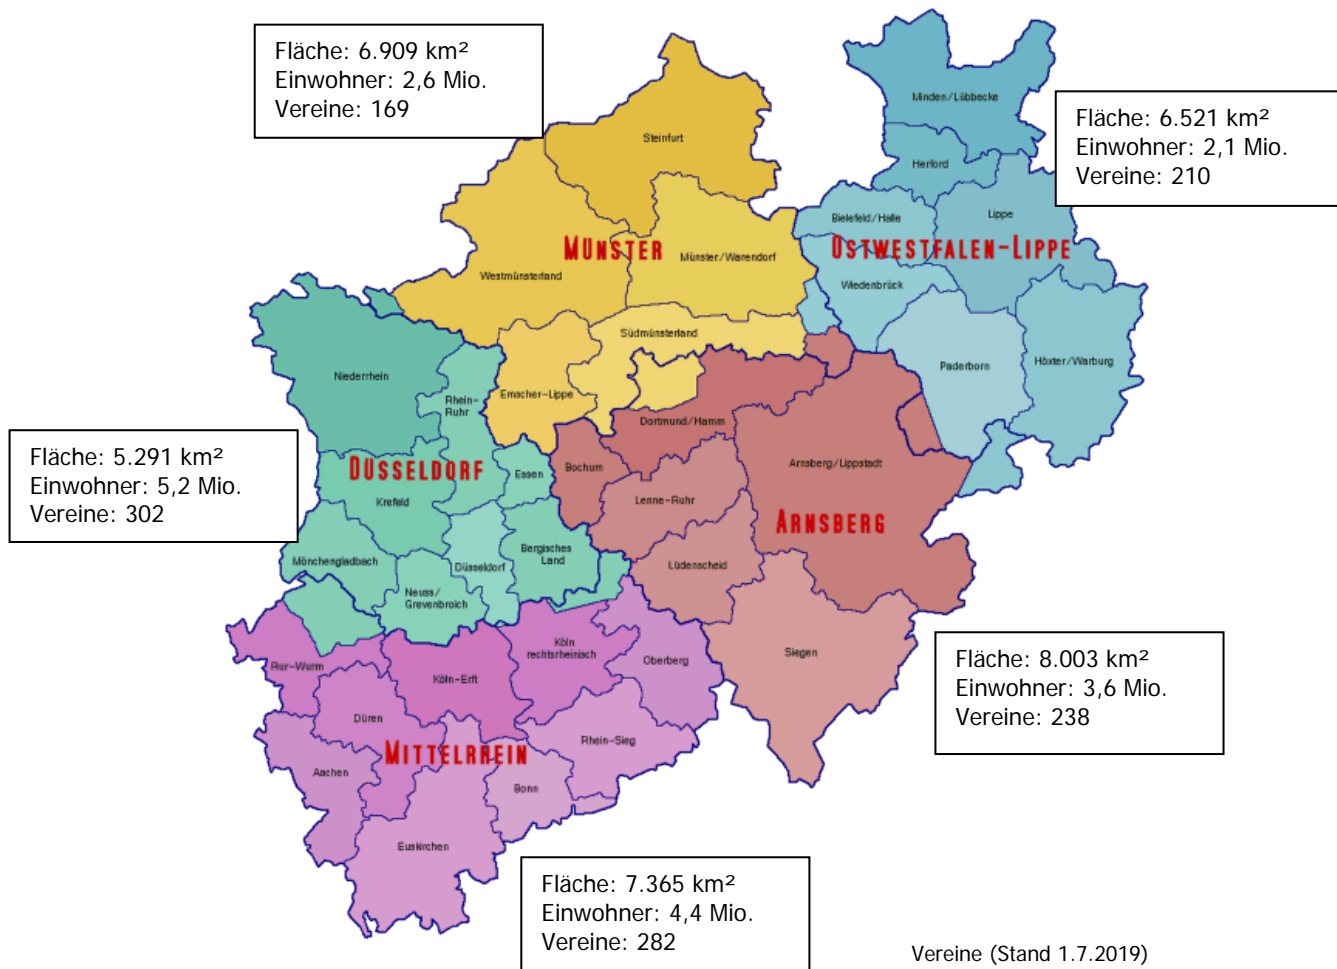 Fläche: 6.909 km²
Einwohner: 2,6 Mio.
Vereine: 169
Fläche: 6.521 km²
Einwohner: 2,1 Mio.
Vereine: 210
Minden/Lübbecke
Steinfurt
Herford
Bielefeld/Halle
Lippe
MÜNSTER
OSTWESTFALEN-LIPPE
Münster/Warendorf
Westmünsterland
Wiedenbrück
Südmünsterland
Paderborn
Höxter/Warburg
Niederrhein
Rhein-
Ruhr
Emscher-Lippe
Dortmund/Hamm
Fläche: 5.291 km²
Einwohner: 5,2 Mio.
Vereine: 302
DÜSSELDORF
Essen
Bochum
Arnsberg/Lippstadt
Krefeld
Lenne-Ruhr
ARNSBERG
Mönchengladbach
Düsseldorf
Bergisches
Land
Lüdenscheid
Neuss/
Grevenbroich
Köln
rechtsrheinisch
Oberberg
Siegen
Rur-Wurm
Köln-Erft
Fläche: 8.003 km²
Einwohner: 3,6 Mio.
Vereine: 238
Düren
Rhein-Sieg
MITTELRHEIN
Aachen
Bonn
Euskirchen
Fläche: 7.365 km²
Einwohner: 4,4 Mio.
Vereine: 282
Vereine (Stand 1.7.2019)